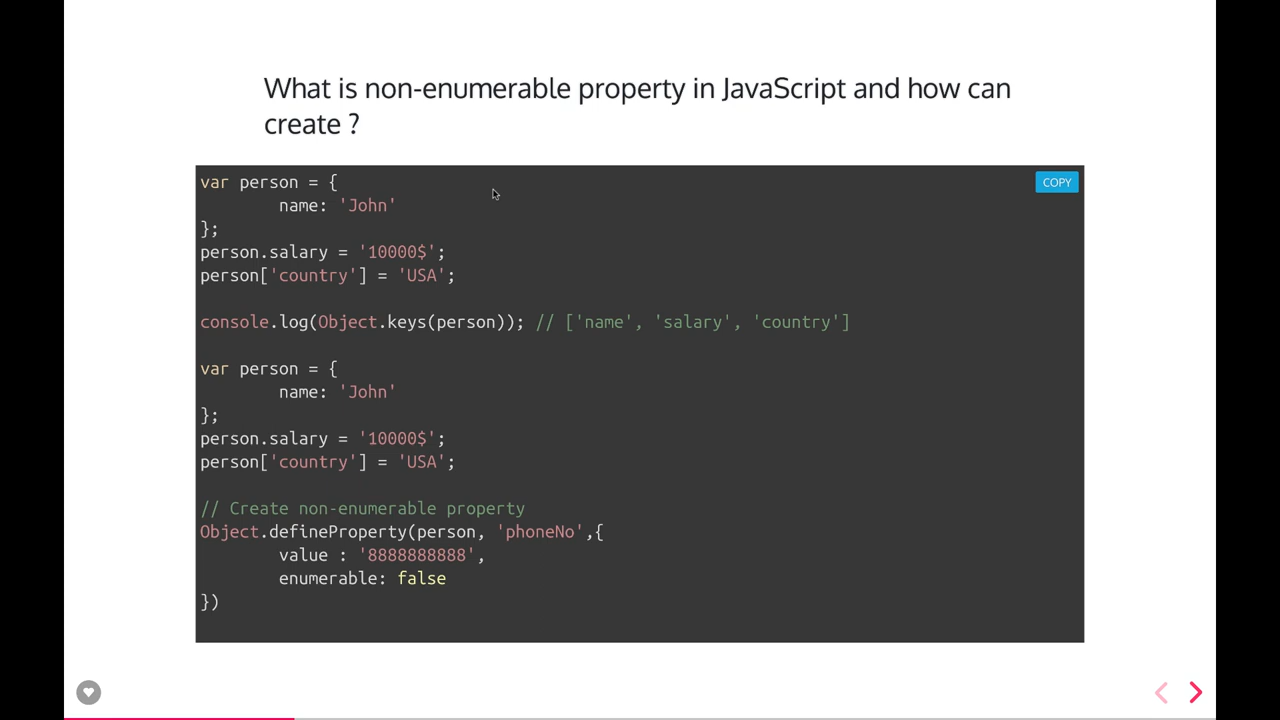 What is non-enumerable property in JavaScript and how can
create ?
COPY
var person = {
        name: 'John'
};
person.salary = '10000$';
person['country'] = 'USA';

console.log(Object.keys(person)); // ['name', 'salary', 'country']

var person = {
        name: 'John'
};
person.salary = '10000$';
person['country'] = 'USA';

// Create non-enumerable property
Object.defineProperty(person, 'phoneNo',{
        value : '8888888888',
        enumerable: false
})